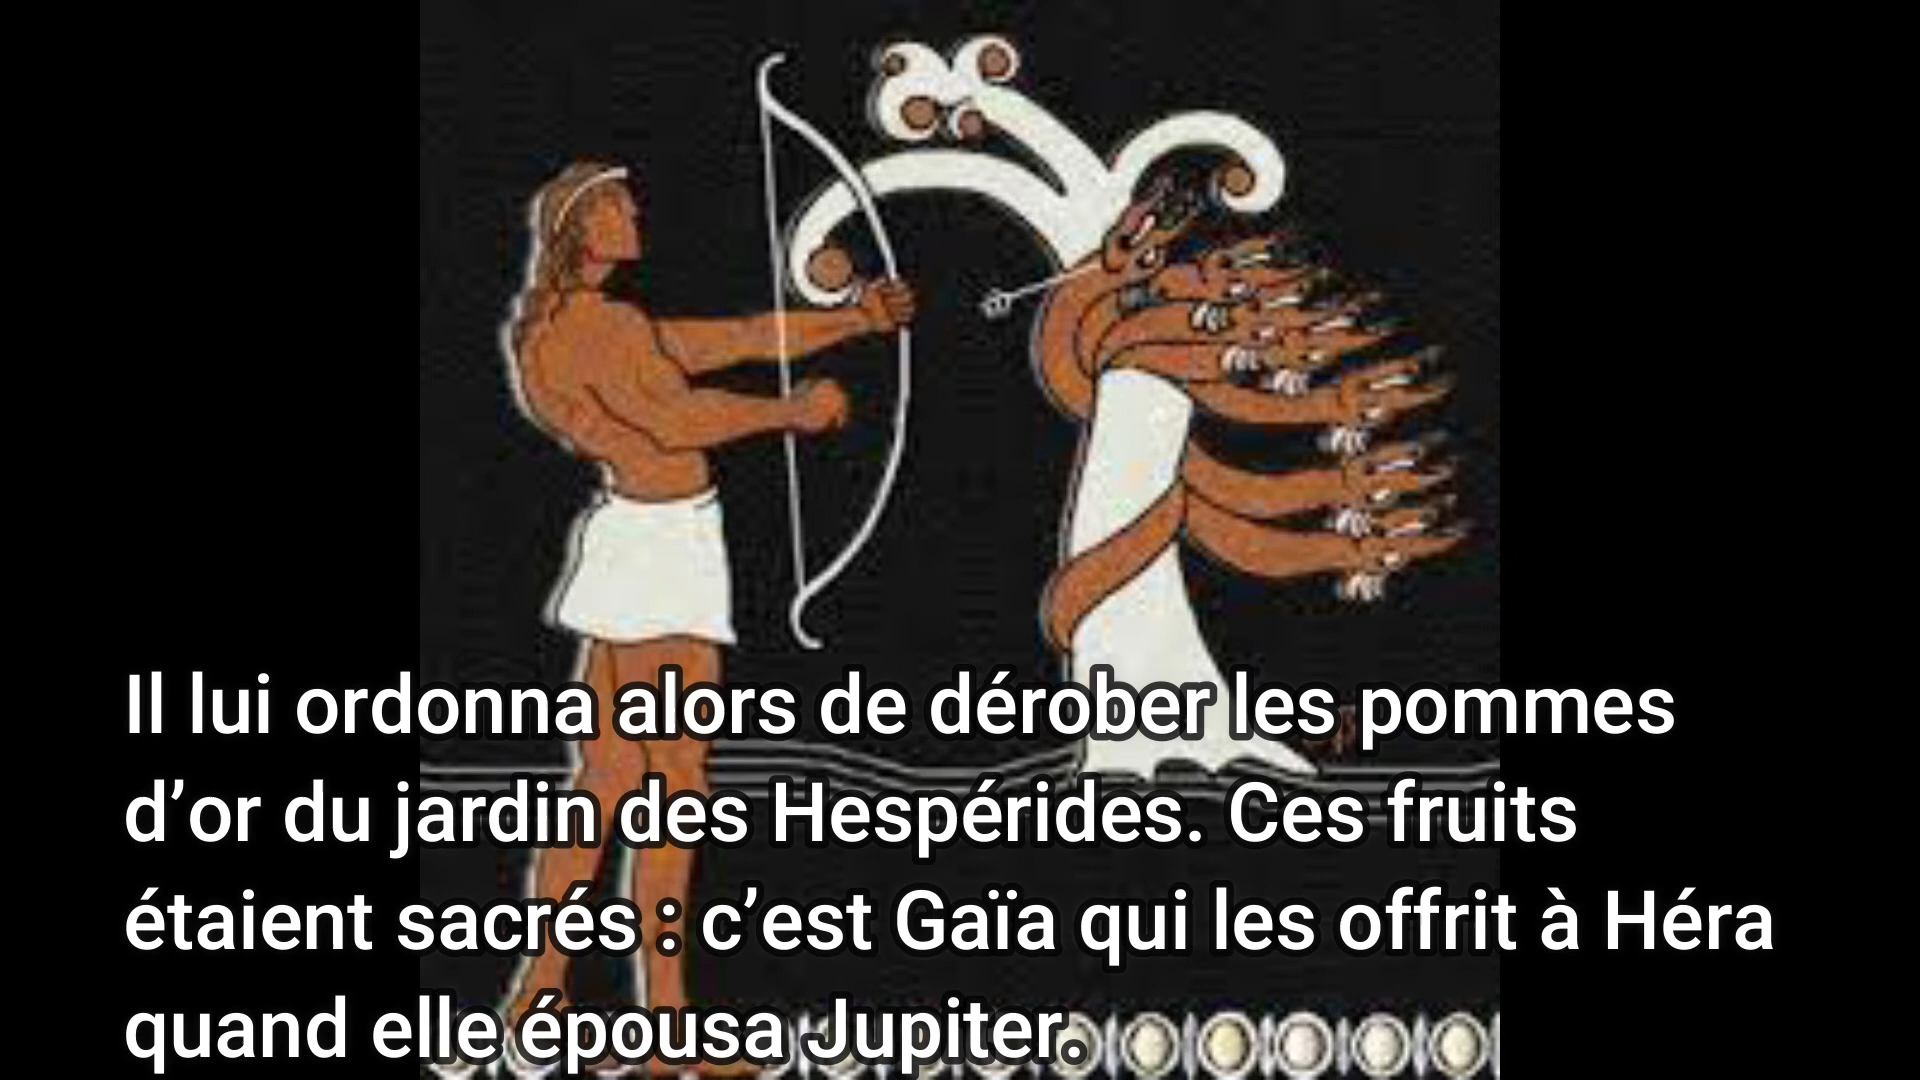 Il lui ordonna alors de dérober les pommes
d’or du jardin des Hespérides. Ces fruits
étaient sacrés : c’est Gaïa qui les offrit à Héra
quand elle épousa Jupiter.